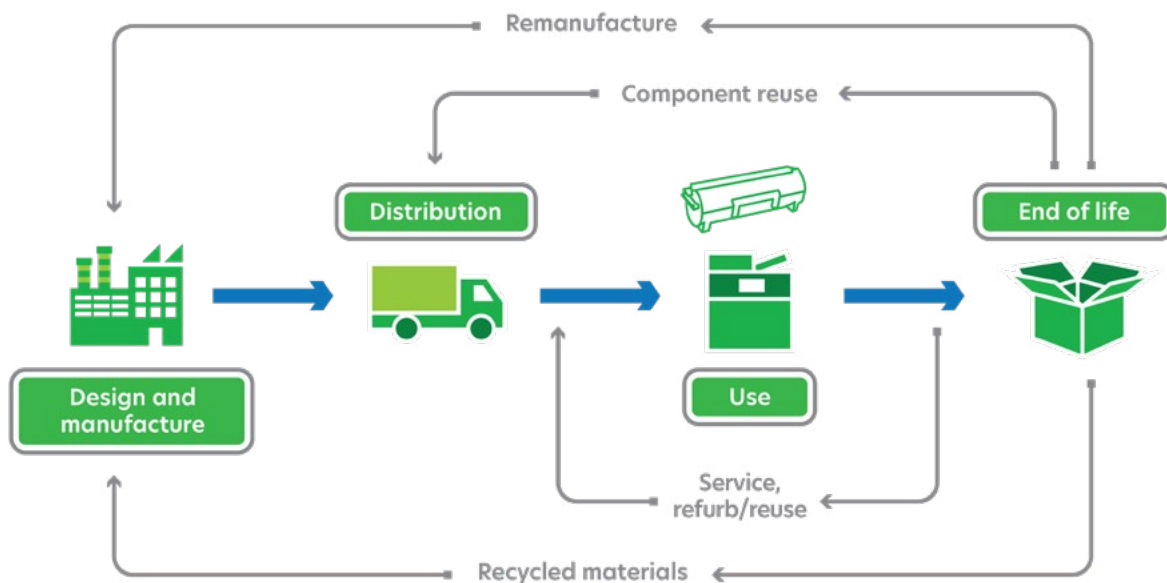 Remanufacture
Component reuse
Distribution
End of life
Design and
manufacture
Use
Service,
refurb/reuse
Recycled materials